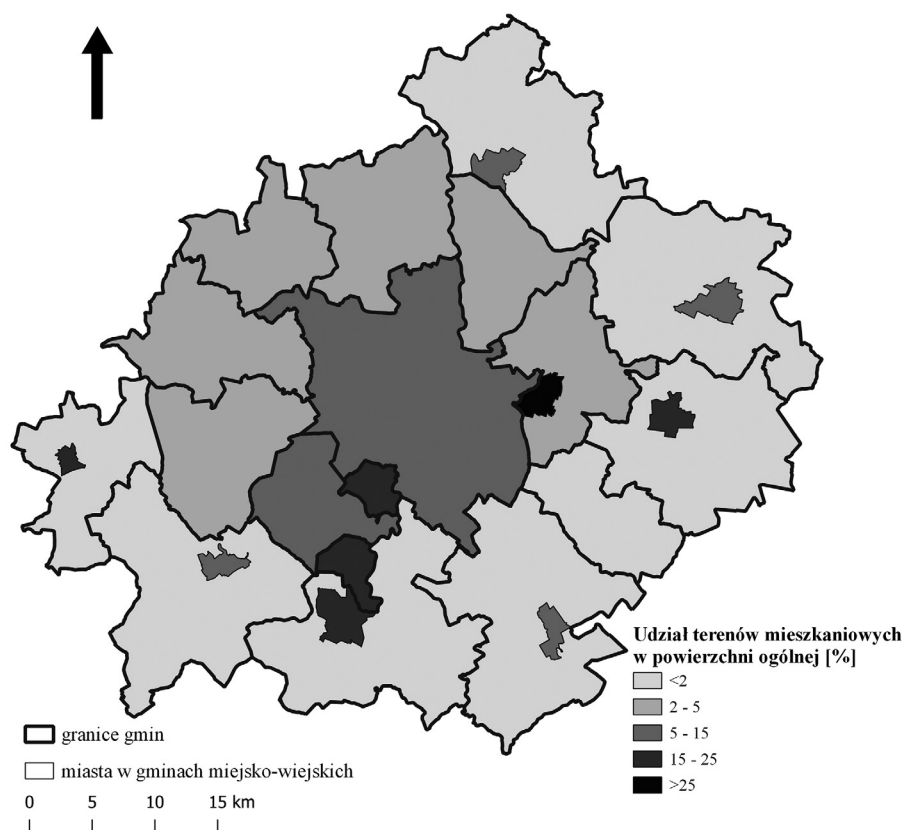 Udział terenów mieszkaniowych
w powierzchni ogólnej [%]
<2
2 - 5
5 - 15
15 - 25
>25
granice gmin
miasta w gminach miejsko-wiejskich
0 5 10 15 km